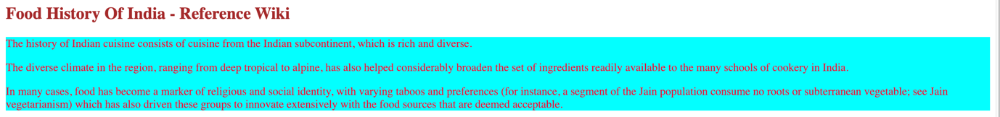 Food History Of India - Reference Wiki
The history of Indian cuisine consists of cuisine from the Indian subcontinent, which is rich and diverse.
The diverse climate in the region, ranging from deep tropical to alpine, has also helped considerably broaden the set of ingredients readily available to the many schools of cookery in India.
In many cases, food has become a marker of religious and social identity, with varying taboos and preferences (for instance, a segment of the Jain population consume no roots or subterranean vegetable; see Jain
vegetarianism) which has also driven these groups to innovate extensively with the food sources that are deemed acceptable.